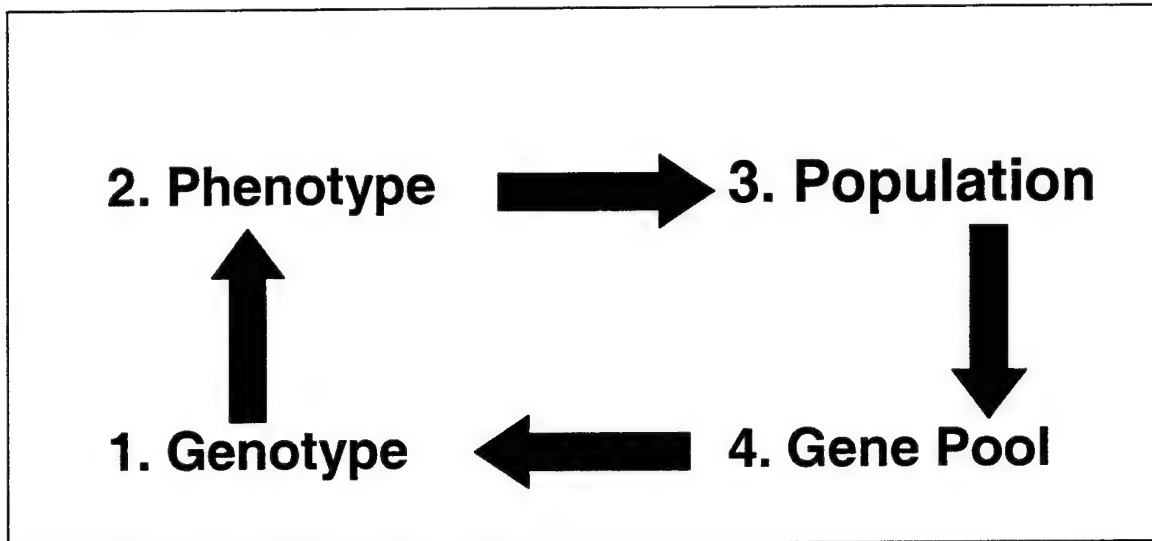 2. Phenotype
3. Population
1. Genotype
4. Gene Pool